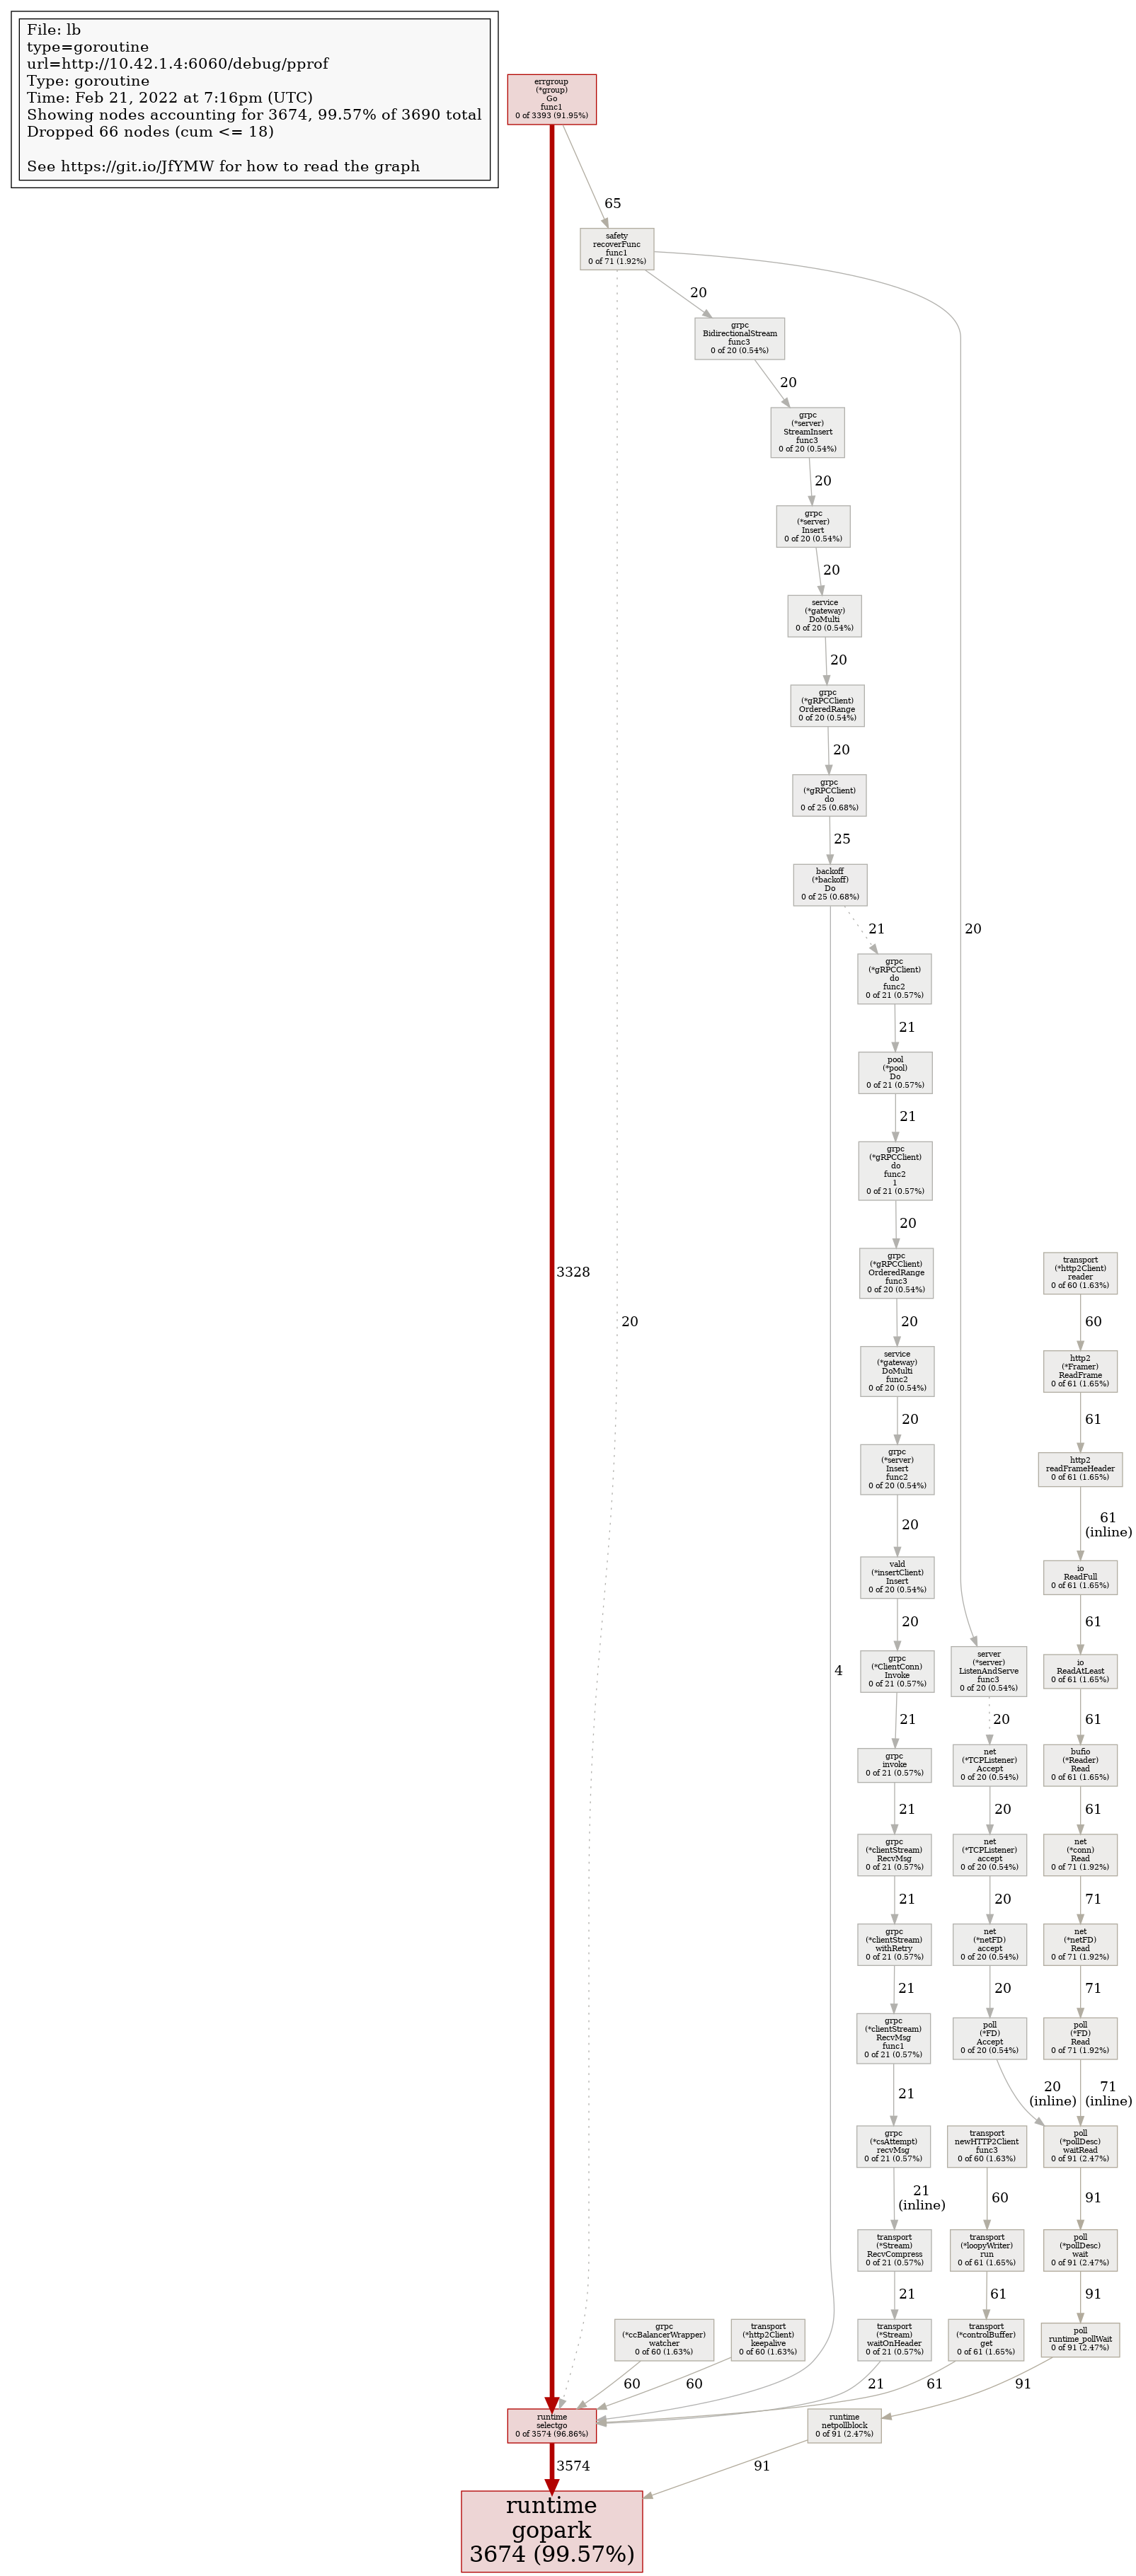 File: lb
type=goroutine
url=http://10.42.1.4:6060/debug/pprof
Type: goroutine
Time: Feb 21, 2022 at 7:16pm (UTC)
Showing nodes accounting for 3674, 99.57% of 3690 total
Dropped 66 nodes (cum <= 18)
See https://git.io/JfYMW for how to read the graph
errgroup
(*group)
Go
func1
0 of 3393 (91.95%)
65
safety
recoverFunc
func1
0 of 71 (1.92%)
20
grpc
BidirectionalStream
func3
0 of 20 (0.54%)
20
grpc
(*server)
StreamInsert
func3
0 of 20 (0.54%)
20
grpc
(*server)
Insert
0 of 20 (0.54%)
20
service
(*gateway)
DoMulti
0 of 20 (0.54%)
20
grpc
(*gRPCClient)
OrderedRange
0 of 20 (0.54%)
20
grpc
(*gRPCClient)
do
0 of 25 (0.68%)
25
backoff
(*backoff)
Do
0 of 25 (0.68%)
21
20
grpc
(*gRPCClient)
do
func2
0 of 21 (0.57%)
21
pool
(*pool)
Do
0 of 21 (0.57%)
21
grpc
(*gRPCClient)
do
func2
1
0 of 21 (0.57%)
20
grpc
(*gRPCClient)
OrderedRange
func3
0 of 20 (0.54%)
transport
(*http2Client)
reader
0 of 60 (1.63%)
3328
20
20
60
service
(*gateway)
DoMulti
func2
0 of 20 (0.54%)
http2
(*Framer)
ReadFrame
0 of 61 (1.65%)
20
61
grpc
(*server)
Insert
func2
0 of 20 (0.54%)
http2
readFrameHeader
0 of 61 (1.65%)
20
61
(inline)
vald
(*insertClient)
Insert
0 of 20 (0.54%)
io
ReadFull
0 of 61 (1.65%)
20
61
4
grpc
(*ClientConn)
Invoke
0 of 21 (0.57%)
server
(*server)
ListenAndServe
func3
0 of 20 (0.54%)
io
ReadAtLeast
0 of 61 (1.65%)
21
20
61
grpc
invoke
0 of 21 (0.57%)
net
(*TCPListener)
Accept
0 of 20 (0.54%)
bufio
(*Reader)
Read
0 of 61 (1.65%)
21
20
61
grpc
(*clientStream)
RecvMsg
0 of 21 (0.57%)
net
(*TCPListener)
accept
0 of 20 (0.54%)
net
(*conn)
Read
0 of 71 (1.92%)
21
20
71
grpc
(*clientStream)
withRetry
0 of 21 (0.57%)
net
(*netFD)
accept
0 of 20 (0.54%)
net
(*netFD)
Read
0 of 71 (1.92%)
21
20
71
grpc
(*clientStream)
RecvMsg
func1
0 of 21 (0.57%)
poll
(*FD)
Accept
0 of 20 (0.54%)
poll
(*FD)
Read
0 of 71 (1.92%)
21
20
(inline)
71
(inline)
grpc
(*csAttempt)
recvMsg
0 of 21 (0.57%)
transport
newHTTP2Client
func3
0 of 60 (1.63%)
poll
(*pollDesc)
waitRead
0 of 91 (2.47%)
21
(inline)
60
91
transport
(*Stream)
RecvCompress
0 of 21 (0.57%)
transport
(*loopyWriter)
run
0 of 61 (1.65%)
poll
(*pollDesc)
wait
0 of 91 (2.47%)
21
61
91
grpc
(*ccBalancerWrapper)
watcher
0 of 60 (1.63%)
transport
(*http2Client)
keepalive
0 of 60 (1.63%)
transport
(*Stream)
waitOnHeader
0 of 21 (0.57%)
transport
(*controlBuffer)
get
0 of 61 (1.65%)
poll
runtime_pollWait
0 of 91 (2.47%)
60
60
21
61
91
runtime
selectgo
0 of 3574 (96.86%)
runtime
netpollblock
0 of 91 (2.47%)
3574
91
runtime
gopark
3674 (99.57%)